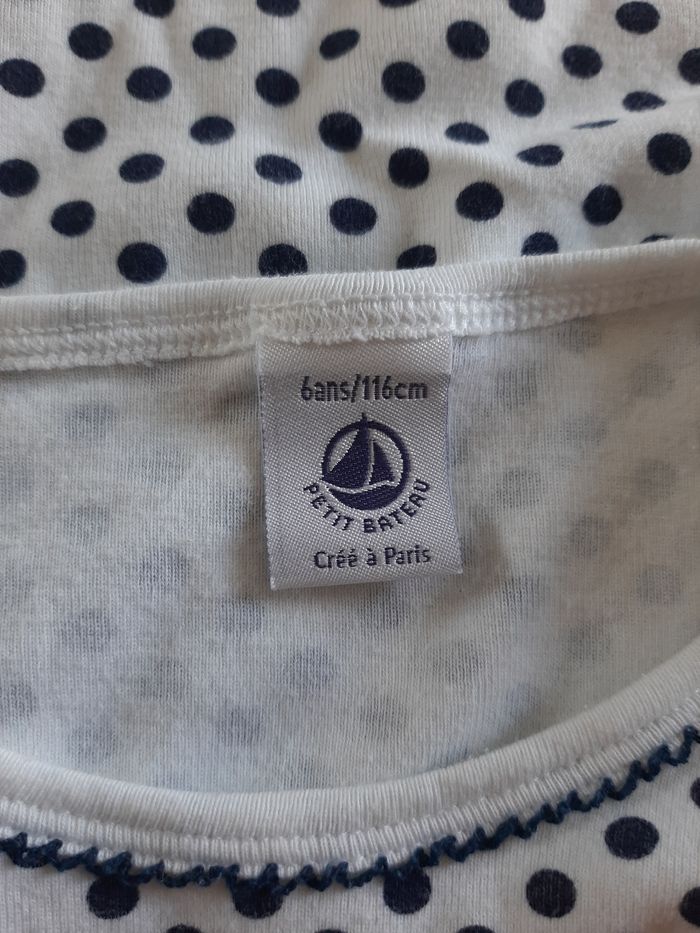 6ans/116cm
PETIT BATEAU
Créé à Paris